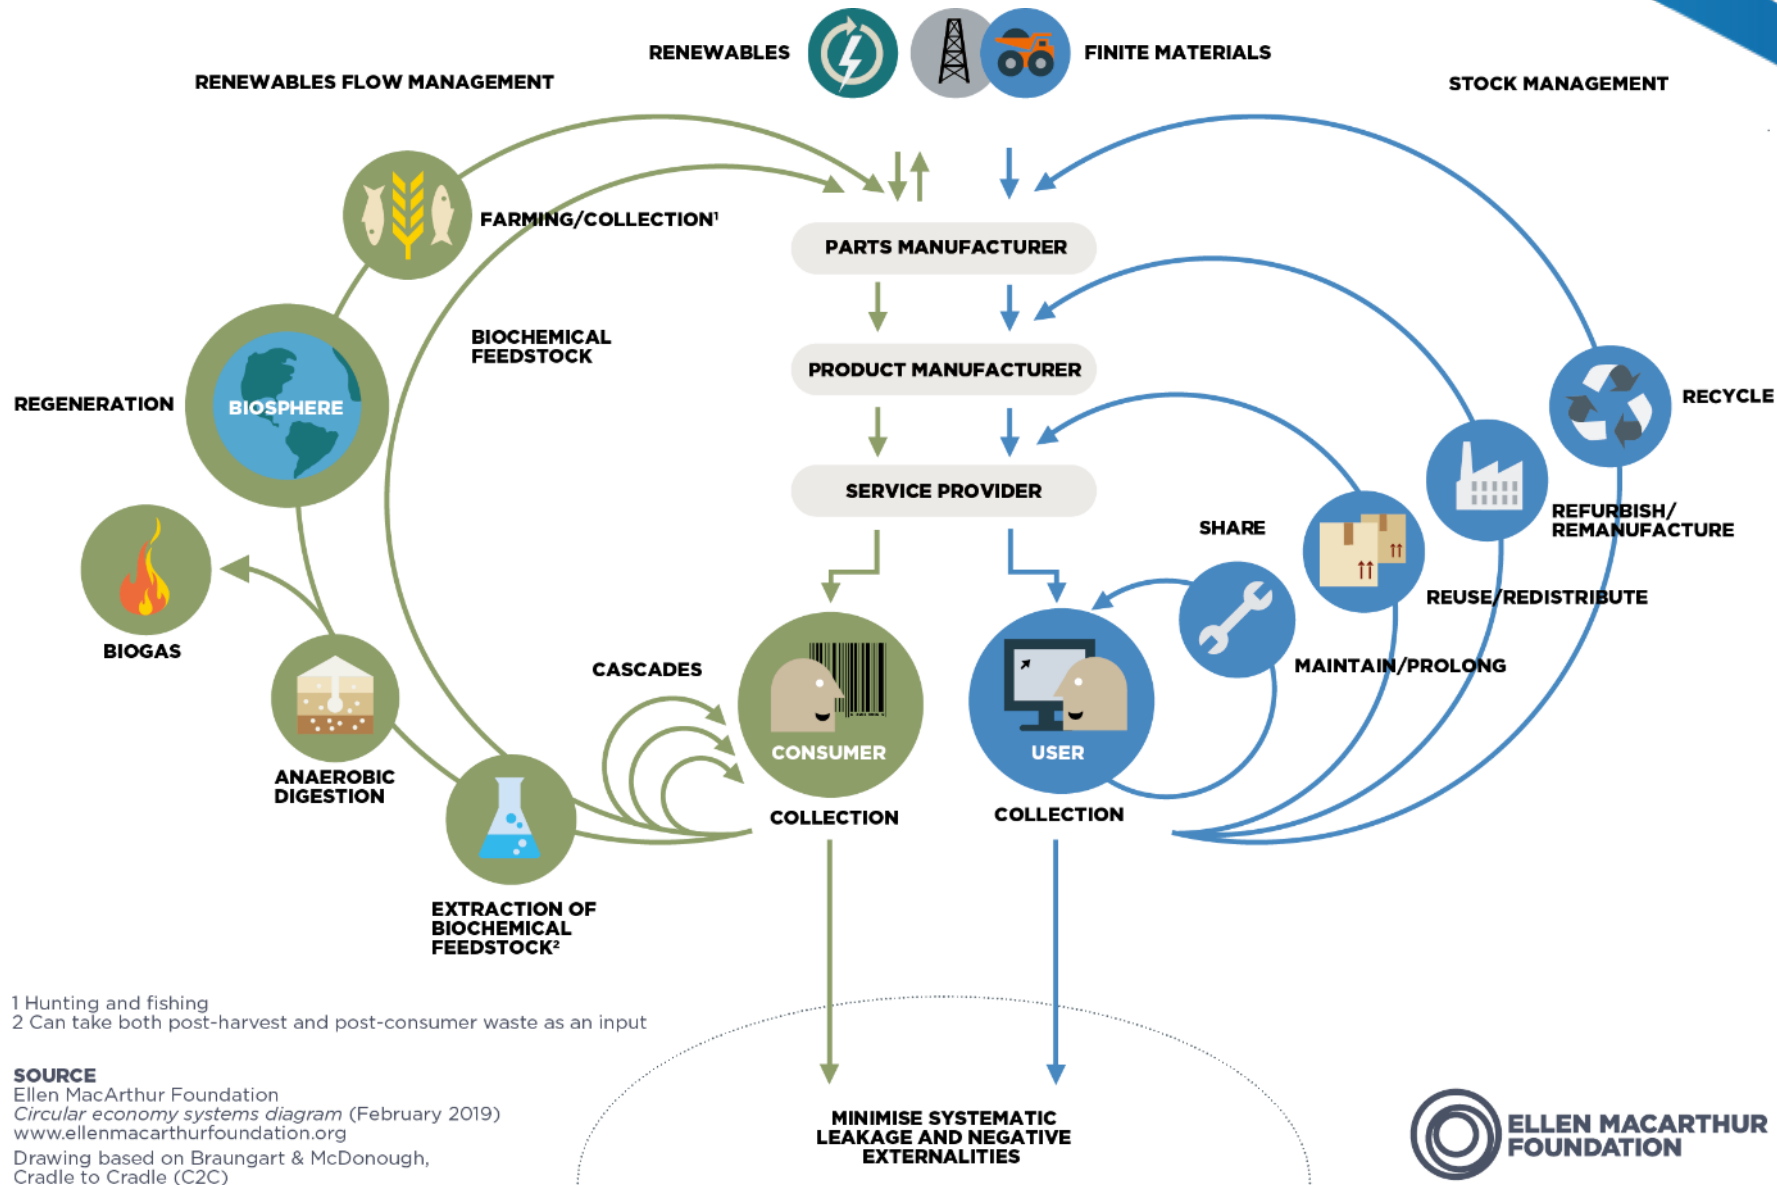 RENEWABLES
FINITE MATERIALS
RENEWABLES FLOW MANAGEMENT
STOCK MANAGEMENT
FARMING/COLLECTION¹
PARTS MANUFACTURER
BIOCHEMICAL
FEEDSTOCK
PRODUCT MANUFACTURER
REGENERATION
BIOSPHERE
RECYCLE
SERVICE PROVIDER
SHARE
REFURBISH/
REMANUFACTURE
REUSE/REDISTRIBUTE
BIOGAS
CASCADES
MAINTAIN/PROLONG
CONSUMER
USER
ANAEROBIC
DIGESTION
COLLECTION
COLLECTION
EXTRACTION OF
BIOCHEMICAL
FEEDSTOCK²
1 Hunting and fishing
2 Can take both post-harvest and post-consumer waste as an input
SOURCE
Ellen MacArthur Foundation
Circular economy systems diagram (February 2019)
www.ellenmacarthurfoundation.org
Drawing based on Braungart & McDonough,
Cradle to Cradle (C2C)
MINIMISE SYSTEMATIC
LEAKAGE AND NEGATIVE
EXTERNALITIES
ELLEN MACARTHUR
FOUNDATION